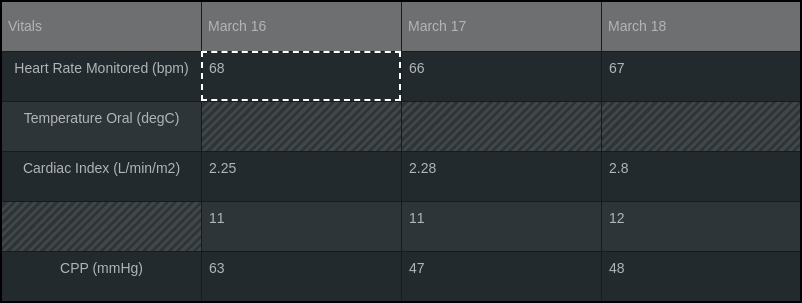 Vitals March 16 March 17 March 18
Heart Rate Monitored (bpm) 68 66 67
Temperature Oral (degC)
Cardiac Index (L/min/m2) 2.25 2.28 2.8
11 11 12
CPP (mmHg) 63 47 48